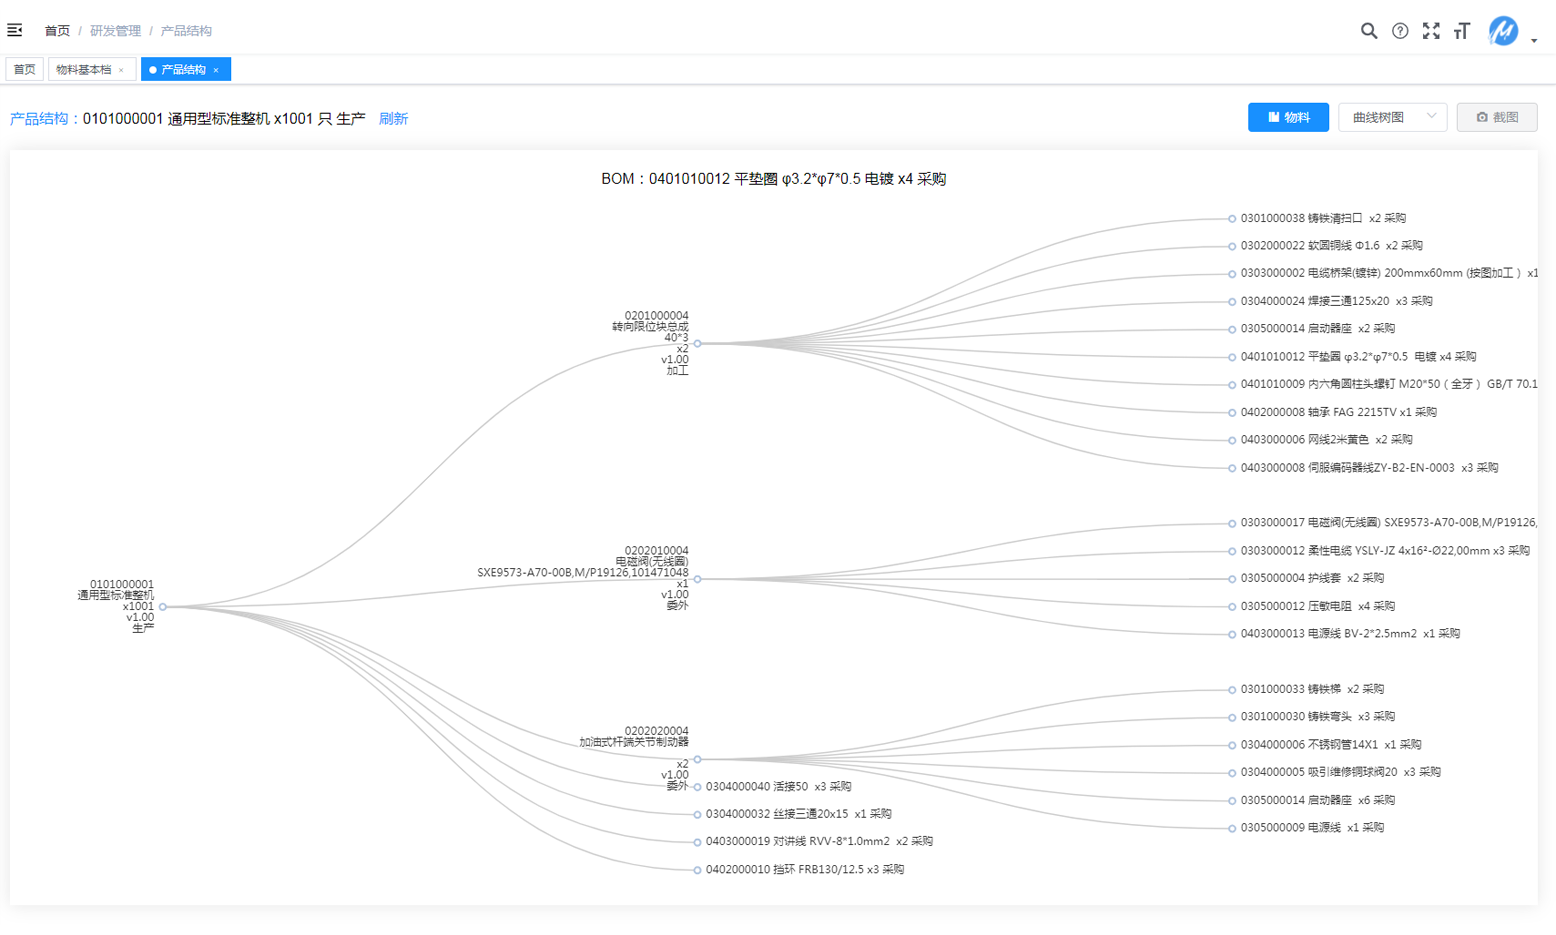 首页 / 研发管理 / 产品结构
首页 物料基本档 × 产品结构 ×
产品结构：0101000001 通用型标准整机 x1001 只 生产 刷新
物料 曲线树图 截图
BOM：0401010012 平垫圈 φ3.2*φ7*0.5 电镀 x4 采购
0101000001
通用型标准整机
x1001
v1.00
生产
0201000004
转向限位块总成
40*3
x2
v1.00
加工
0301000038 铸铁清扫口 x2 采购
0302000022 软圆铜线 Φ1.6 x2 采购
0303000002 电缆桥架(镀锌) 200mmx60mm (按图加工 ) x1
0304000024 焊接三通125x20 x3 采购
0305000014 启动器座 x2 采购
0401010012 平垫圈 φ3.2*φ7*0.5 电镀 x4 采购
0401010009 内六角圆柱头螺钉 M20*50 ( 全牙 ) GB/T 70.1
0402000008 轴承 FAG 2215TV x1 采购
0403000006 网线2米黄色 x2 采购
0403000008 伺服编码器线ZY-B2-EN-0003 x3 采购
0202010004
电磁阀(无线圈)
SXE9573-A70-00B,M/P19126,101471048
x1
v1.00
委外
0303000017 电磁阀(无线圈) SXE9573-A70-00B,M/P19126,
0303000012 柔性电缆 YSLY-JZ 4x16²-Ø22,00mm x3 采购
0305000004 护线套 x2 采购
0305000012 压敏电阻 x4 采购
0403000013 电源线 BV-2*2.5mm2 x1 采购
0202020004
加油式杆端关节制动器
x2
v1.00
委外
0301000033 铸铁梯 x2 采购
0301000030 铸铁弯头 x3 采购
0304000006 不锈钢管14X1 x1 采购
0304000005 吸引维修铜球阀20 x3 采购
0305000014 启动器座 x6 采购
0305000009 电源线 x1 采购
0304000040 活接50 x3 采购
0304000032 丝接三通20x15 x1 采购
0403000019 对讲线 RVV-8*1.0mm2 x2 采购
0402000010 挡环 FRB130/12.5 x3 采购